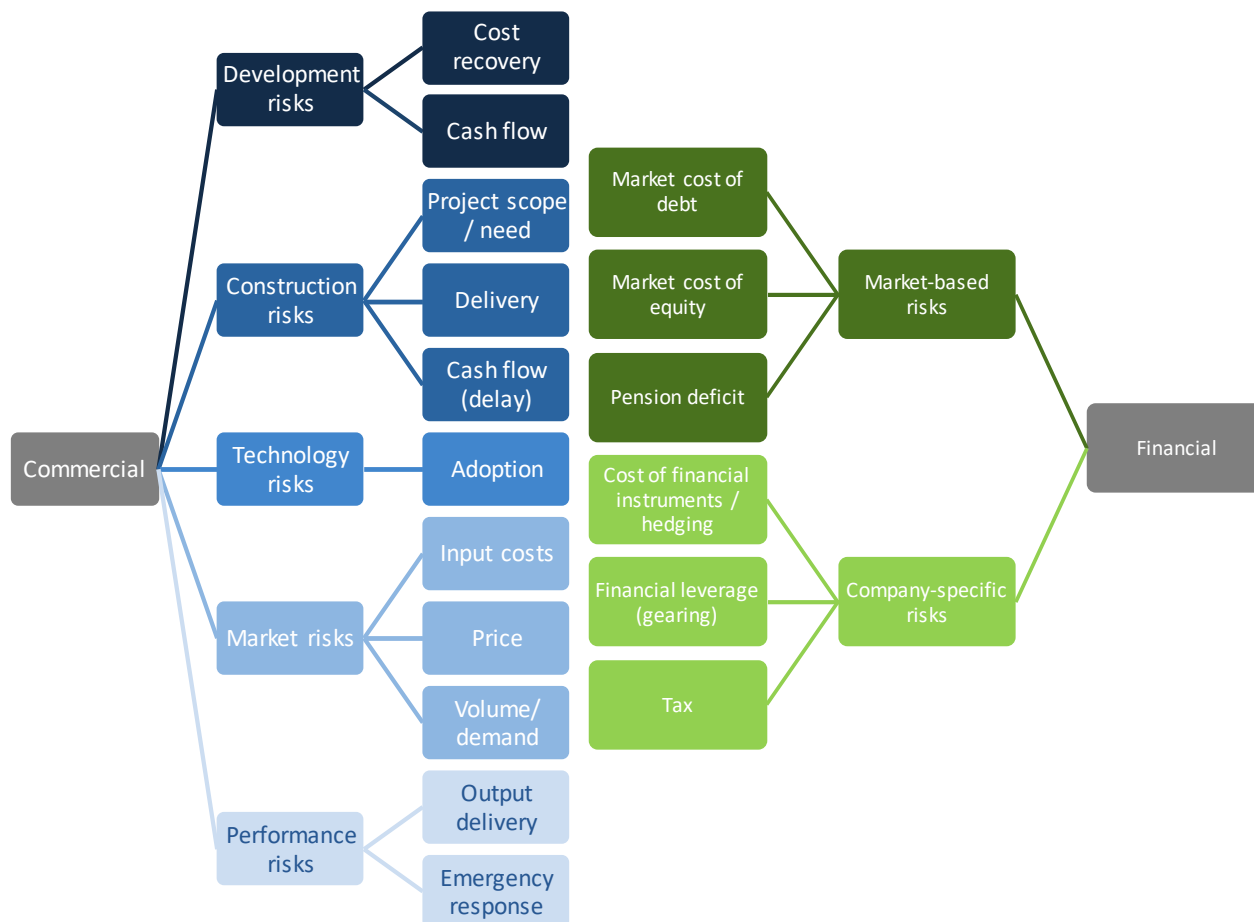 Commercial
Development
risks
Cost
recovery
Cash flow
Construction
risks
Project scope
/ need
Delivery
Cash flow
(delay)
Technology
risks
Adoption
Market risks
Input costs
Price
Volume/
demand
Performance
risks
Output
delivery
Emergency
response
Market cost of
debt
Market cost of
equity
Pension deficit
Market-based
risks
Cost of financial
instruments /
hedging
Financial leverage
(gearing)
Tax
Company-specific
risks
Financial